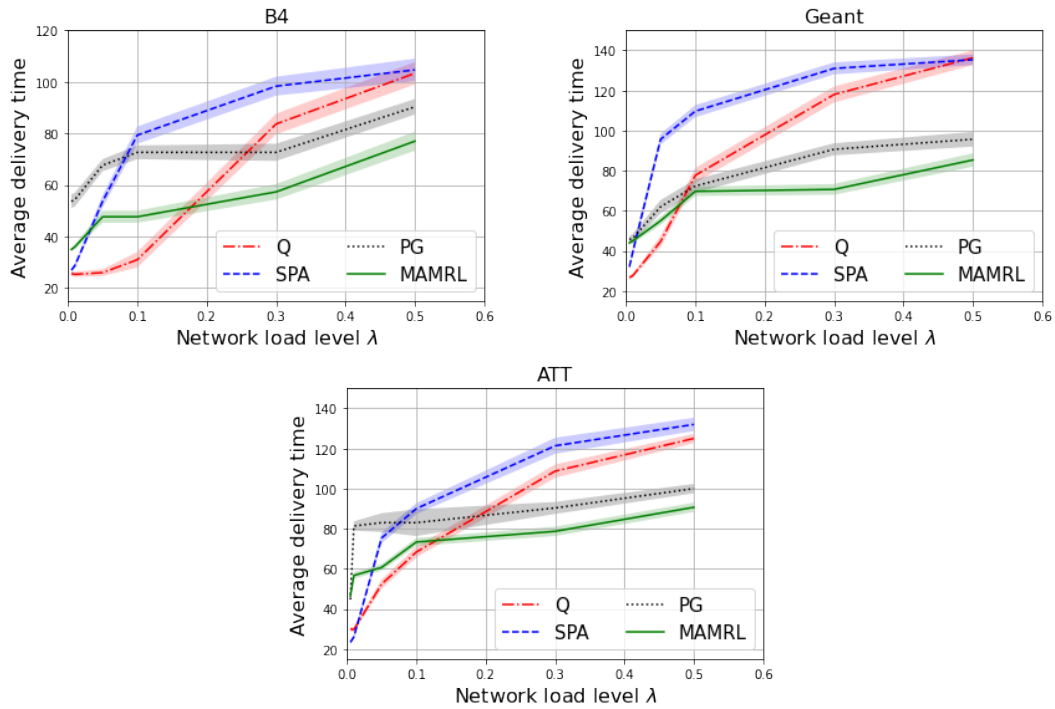 B4
Average delivery time
120
100
80
60
40
20
0.0 0.1 0.2 0.3 0.4 0.5 0.6
Network load level λ
Q PG
SPA MAMRL
Geant
Average delivery time
140
120
100
80
60
40
20
0.0 0.1 0.2 0.3 0.4 0.5 0.6
Network load level λ
Q PG
SPA MAMRL
ATT
Average delivery time
140
120
100
80
60
40
20
0.0 0.1 0.2 0.3 0.4 0.5 0.6
Network load level λ
Q PG
SPA MAMRL